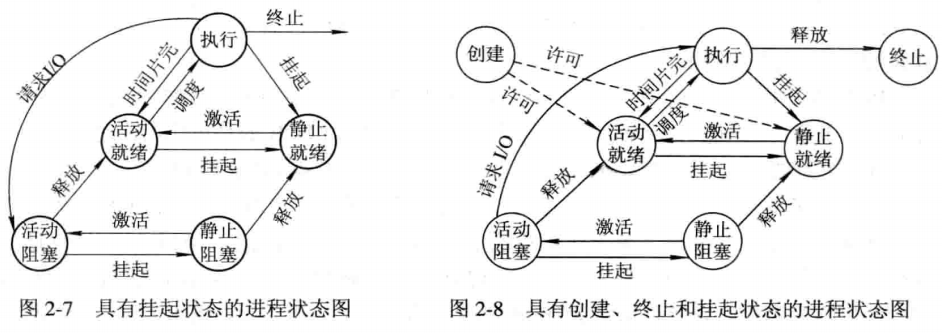 终止
执行
请求I/O
时间片完
调度
挂起
活动
就绪
激活
挂起
静止
就绪
释放
释放
活动
阻塞
激活
挂起
静止
阻塞
图 2-7 具有挂起状态的进程状态图
创建
许可
许可
执行
释放
终止
时间片完
调度
挂起
请求 I/O
活动
就绪
激活
挂起
静止
就绪
释放
释放
活动
阻塞
激活
挂起
静止
阻塞
图 2-8 具有创建、终止和挂起状态的进程状态图